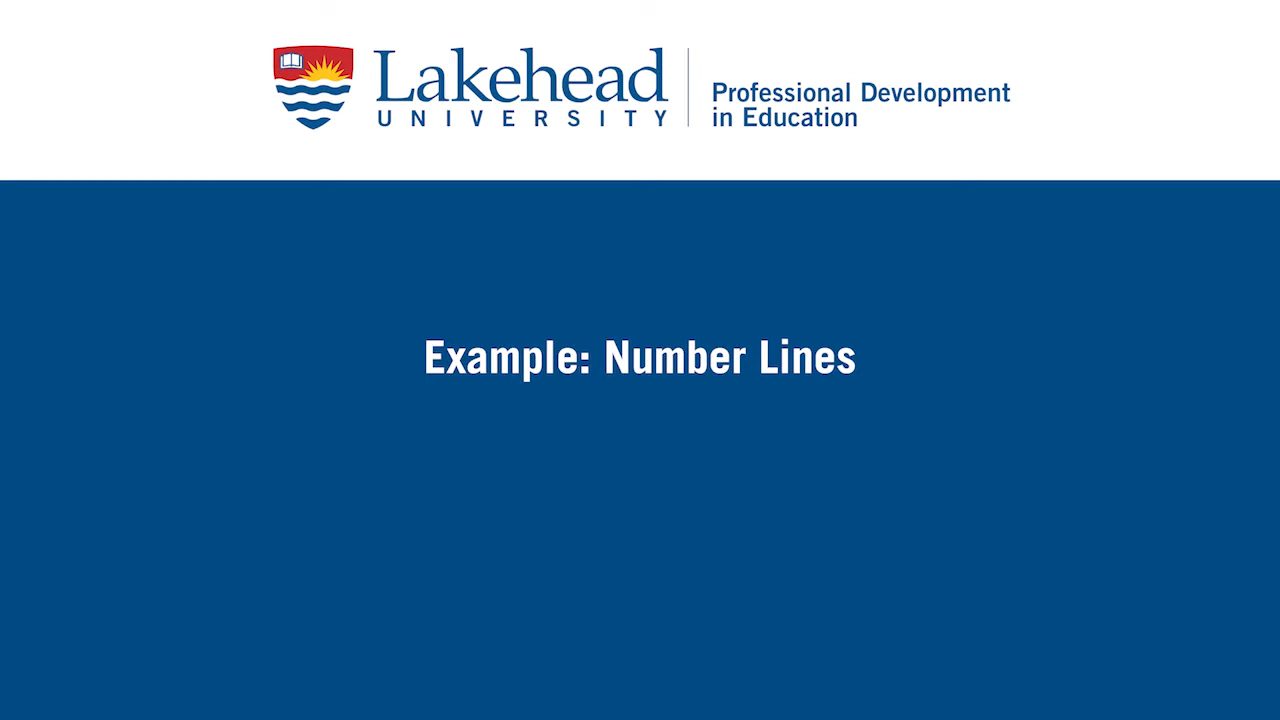 Lakehead
UNIVERSITY
Professional Development
in Education
Example: Number Lines